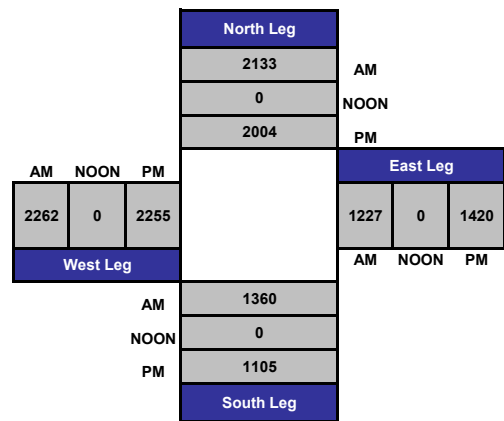 North Leg
2133 AM
0 NOON
2004 PM
AM NOON PM
East Leg
2262 0 2255
1227 0 1420
West Leg
AM NOON PM
AM 1360
NOON 0
PM 1105
South Leg